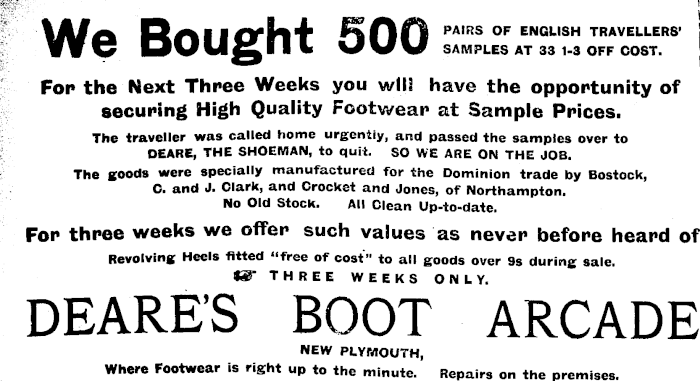 We Bought 500 PAIRS OF ENGLISH TRAVELLERS'
SAMPLES AT 33 1-3 OFF COST.
For the Next Three Weeks you will have the opportunity of
securing High Quality Footwear at Sample Prices.
The traveller was called home urgently, and passed the samples over to
DEARE, THE SHOEMAN, to quit. SO WE ARE ON THE JOB.
The goods were specially manufactured for the Dominion trade by Bostock,
C. and J. Clark, and Crocket and Jones, of Northampton.
No Old Stock. All Clean Up-to-date.
For three weeks we offer such values as never before heard of
Revolving Heels fitted "free of cost" to all goods over 9s during sale.
☞ THREE WEEKS ONLY.
DEARE'S BOOT ARCADE
NEW PLYMOUTH,
Where Footwear is right up to the minute. Repairs on the premises.